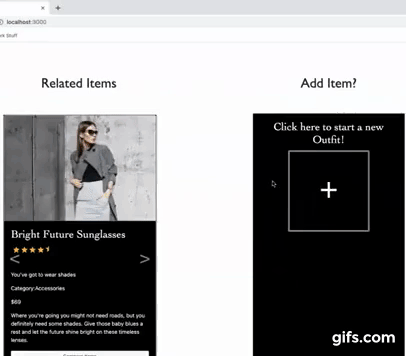 localhost:3000
Stuff
Related Items
Add Item?
Click here to start a new
Outfit!
+
Bright Future Sunglasses
< >
You've got to wear shades
Category:Accessories
$69
Where you're going you might not need roads, but you
definitely need some shades. Give those baby blues a
rest and let the future shine bright on these timeless
lenses.
gifs.com